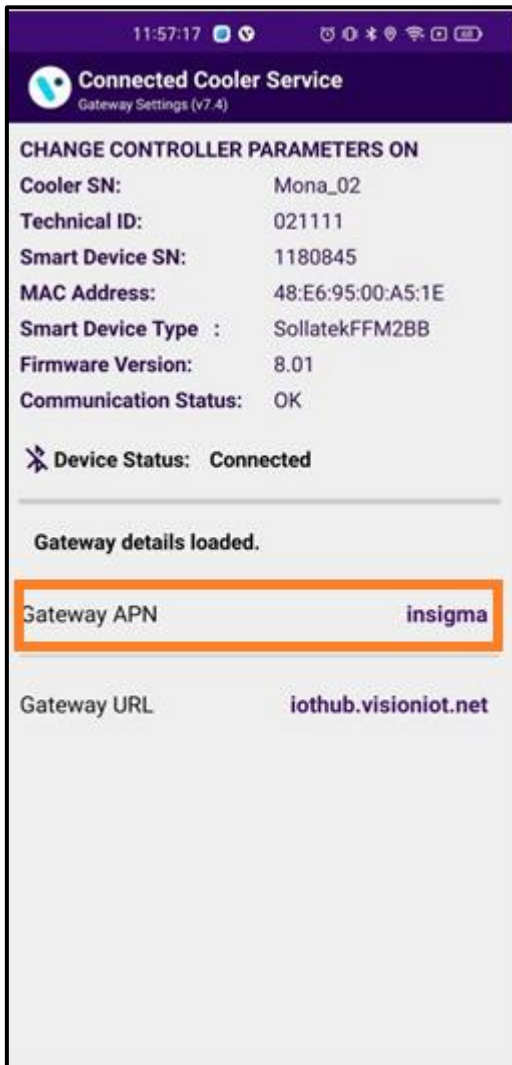 11:57:17
Connected Cooler Service
Gateway Settings (v7.4)
CHANGE CONTROLLER PARAMETERS ON
Cooler SN: Mona_02
Technical ID: 021111
Smart Device SN: 1180845
MAC Address: 48:E6:95:00:A5:1E
Smart Device Type : SollatekFFM2BB
Firmware Version: 8.01
Communication Status: OK
Device Status: Connected
Gateway details loaded.
Gateway APN insigma
Gateway URL iothub.visioniot.net